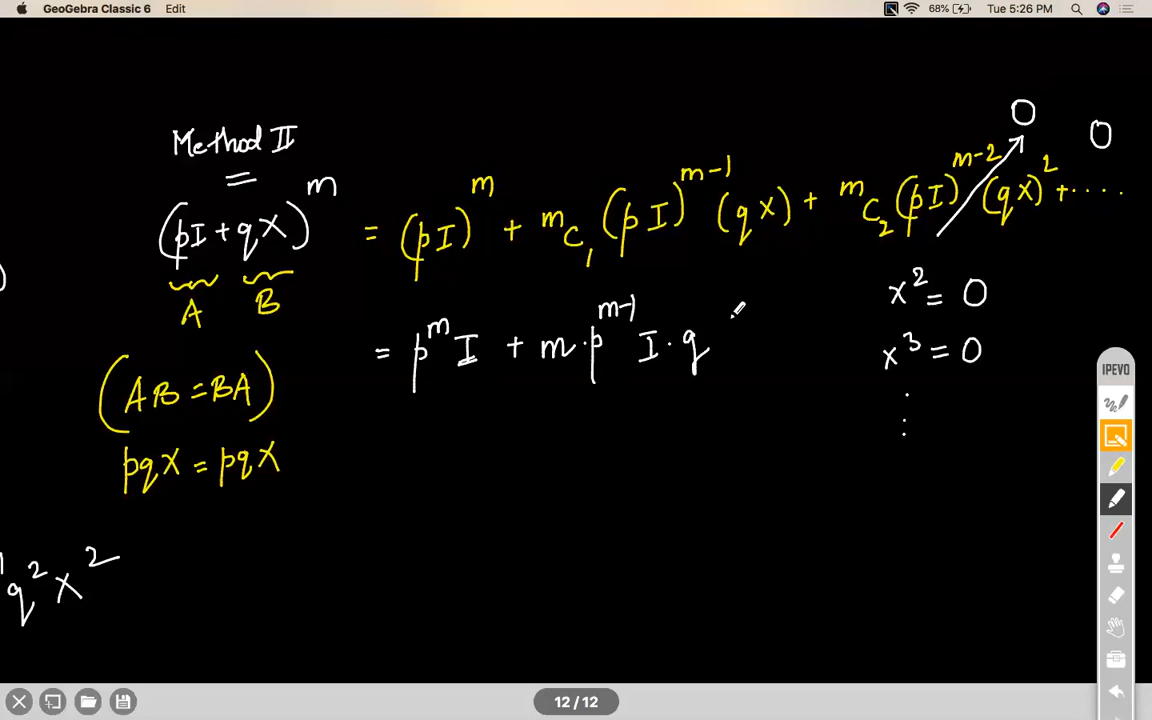 GeoGebra Classic 6 Edit 68% Tue 5:26 PM
Method II
(pI + qX)^m = (pI)^m + ^mC₁ (pI)^(m-1) (qX) + ^mC₂ (pI)^(m-2) (qX)^2 + ....
0 0
A B
x^2 = 0
= p^m I + m · p^(m-1) I · q
x^3 = 0
(AB = BA)
pqX = pqX
q^2 x^2
IPEVO
12 / 12